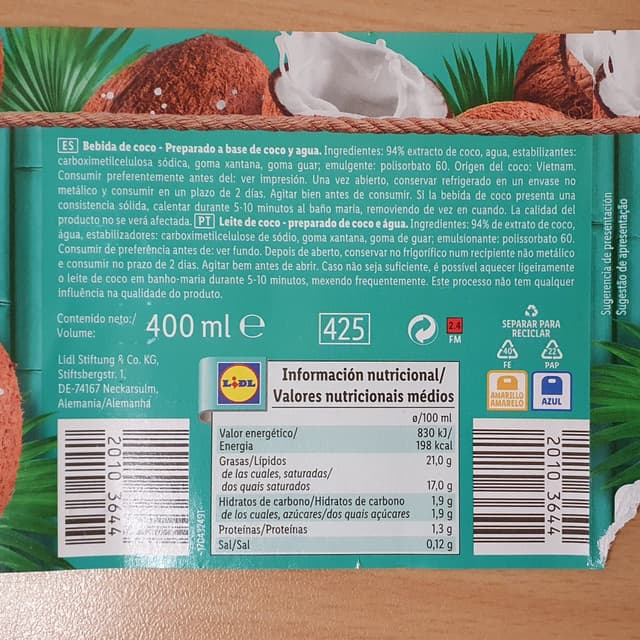 ES Bebida de coco - Preparado a base de coco y agua. Ingredientes: 94% extracto de coco, agua, estabilizantes:
carboximetilcelulosa sódica, goma xantana, goma guar; emulgente: polisorbato 60. Origen del coco: Vietnam.
Consumir preferentemente antes del: ver impresión. Una vez abierto, conservar refrigerado en un envase no
metálico y consumir en un plazo de 2 días. Agitar bien antes de consumir. Si la bebida de coco presenta una
consistencia sólida, calentar durante 5-10 minutos al baño maría, removiendo de vez en cuando. La calidad del
producto no se verá afectada. PT Leite de coco - preparado de coco e água. Ingredientes: 94% de extrato de coco,
água, estabilizadores: carboximetilcelulose de sódio, goma xantana, goma de guar; emulsionante: polissorbato 60.
Consumir de preferência antes de: ver fundo. Depois de aberto, conservar no frigorífico num recipiente não metálico
e consumir no prazo de 2 dias. Agitar bem antes de abrir. Caso não seja suficiente, é possível aquecer ligeiramente
o leite de coco em banho-maria durante 5-10 minutos, mexendo frequentemente. Este processo não tem qualquer
influência na qualidade do produto.
Contenido neto:/
Volume:
400 ml e
425
2.4
FM
SEPARAR PARA
RECICLAR
40
FE
22
PAP
AMARILLO
AMARELO
AZUL
Lidl Stiftung & Co. KG,
Stiftsbergstr. 1,
DE-74167 Neckarsulm,
Alemania/Alemanha
LIDL
Información nutricional/
Valores nutricionais médios
ø/100 ml
Valor energético/ 830 kJ/
Energia 198 kcal
Grasas/Lípidos 21,0 g
de las cuales, saturadas/
dos quais saturados 17,0 g
Hidratos de carbono/Hidratos de carbono 1,9 g
de los cuales, azúcares/dos quais açúcares 1,9 g
Proteínas/Proteínas 1,3 g
Sal/Sal 0,12 g
2010 3644
2010 3644
Sugerencia de presentación
Sugestão de apresentação